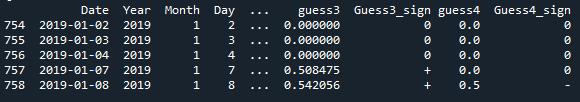 Date Year Month Day ... guess3 Guess3_sign guess4 Guess4_sign
754 2019-01-02 2019 1 2 ... 0.000000 0 0.0 0
755 2019-01-03 2019 1 3 ... 0.000000 0 0.0 0
756 2019-01-04 2019 1 4 ... 0.000000 0 0.0 0
757 2019-01-07 2019 1 7 ... 0.508475 + 0.0 0
758 2019-01-08 2019 1 8 ... 0.542056 + 0.5 -